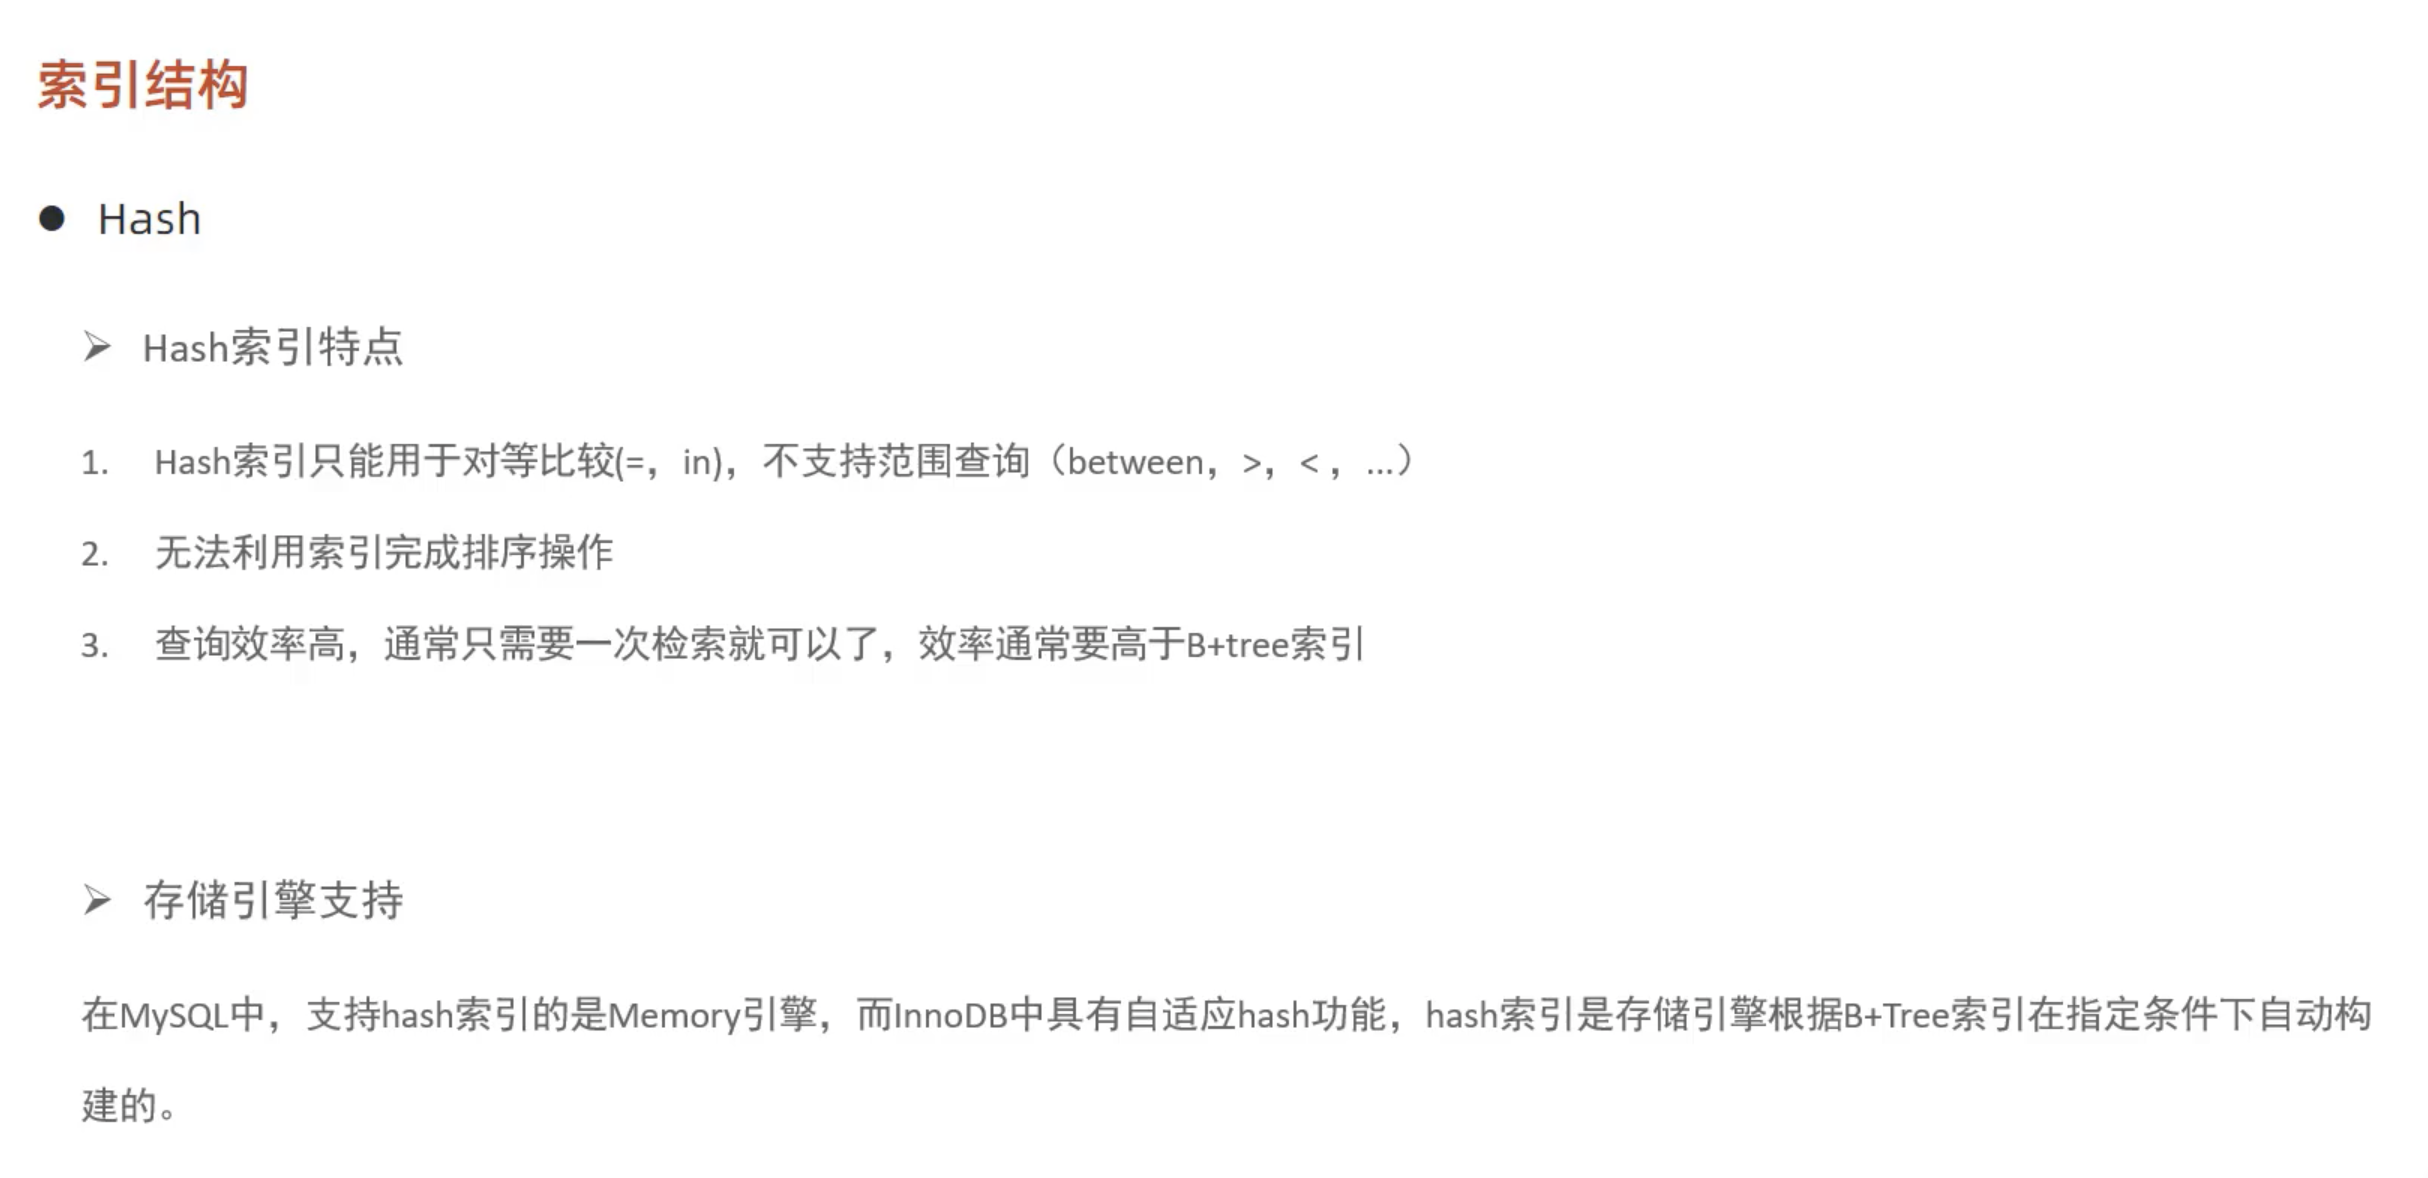 索引结构
● Hash
➢ Hash索引特点
1. Hash索引只能用于对等比较(=，in)，不支持范围查询（between，>，< ，...）
2. 无法利用索引完成排序操作
3. 查询效率高，通常只需要一次检索就可以了，效率通常要高于B+tree索引
➢ 存储引擎支持
在MySQL中，支持hash索引的是Memory引擎，而InnoDB中具有自适应hash功能，hash索引是存储引擎根据B+Tree索引在指定条件下自动构
建的。